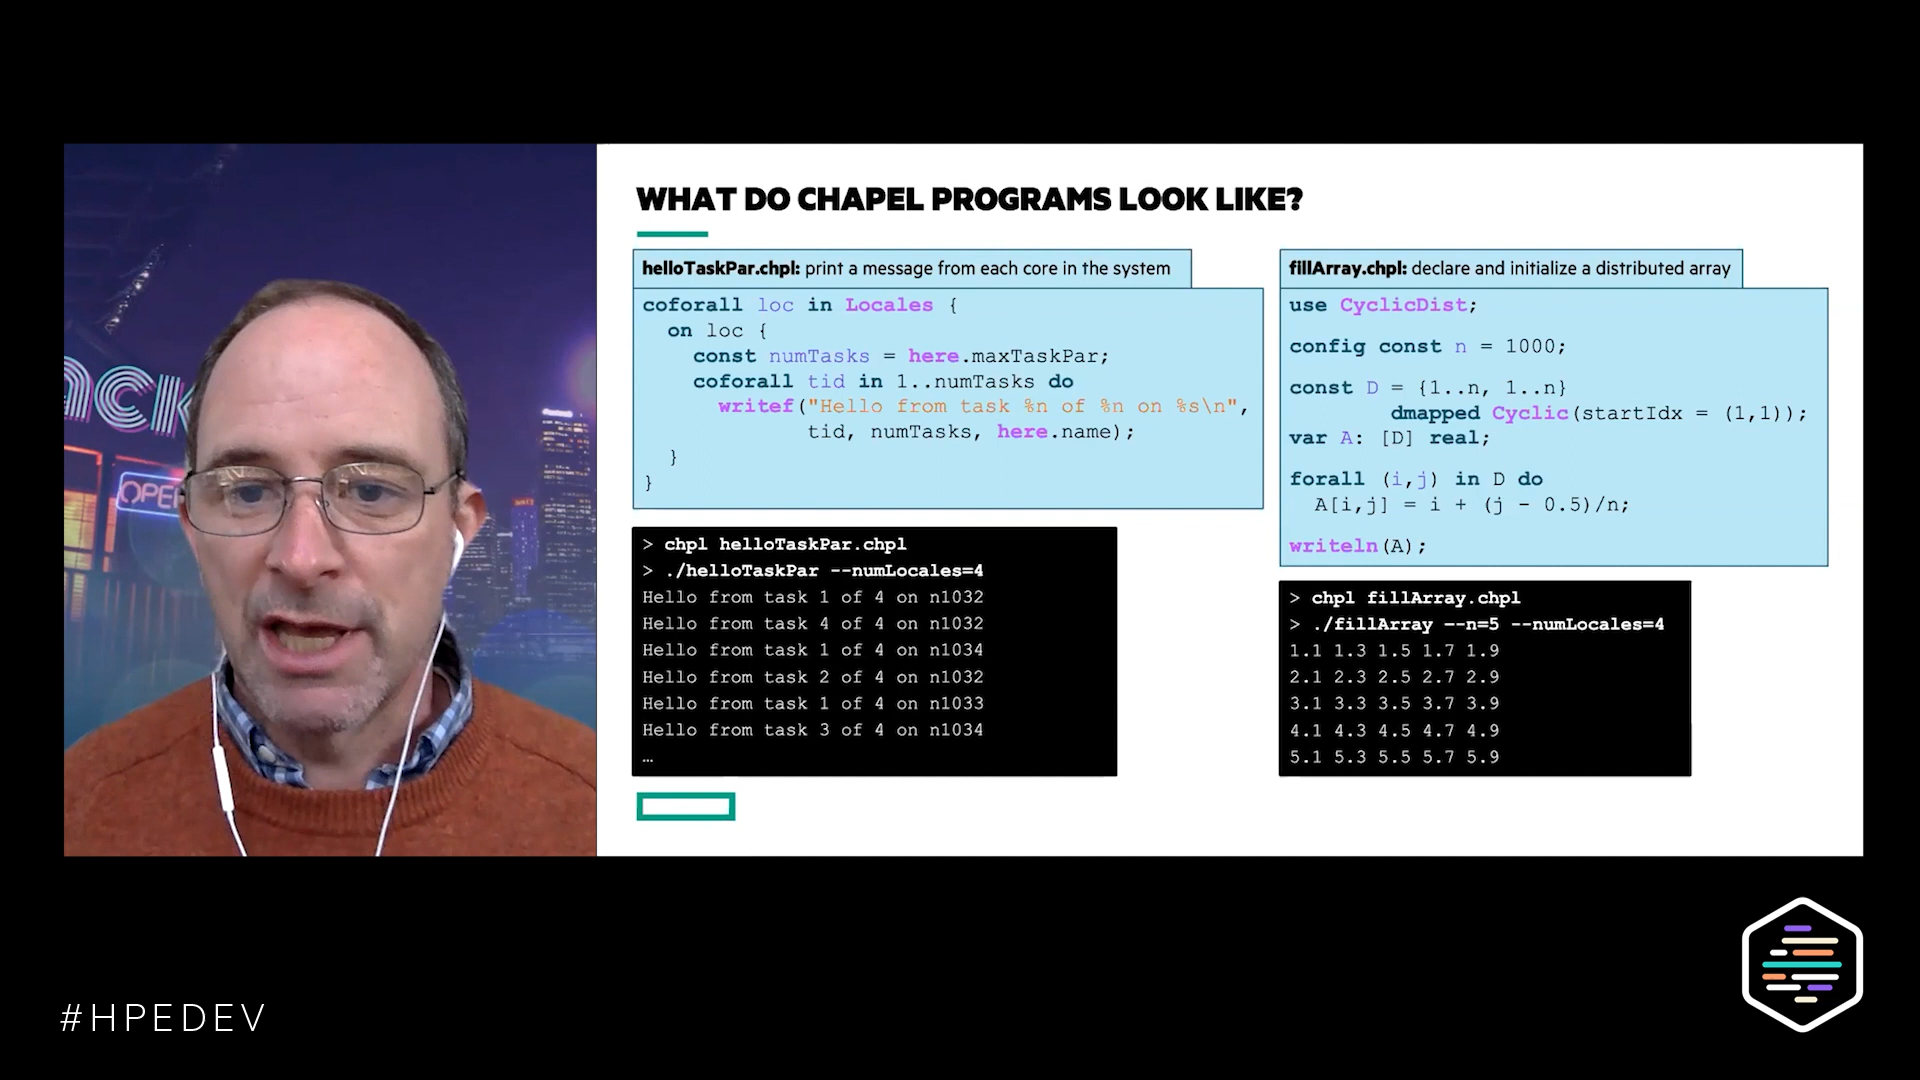 WHAT DO CHAPEL PROGRAMS LOOK LIKE?
helloTaskPar.chpl: print a message from each core in the system
coforall loc in Locales {
on loc {
const numTasks = here.maxTaskPar;
coforall tid in 1..numTasks do
writef("Hello from task %n of %n on %s\n",
tid, numTasks, here.name);
}
}
> chpl helloTaskPar.chpl
> ./helloTaskPar --numLocales=4
Hello from task 1 of 4 on n1032
Hello from task 4 of 4 on n1032
Hello from task 1 of 4 on n1034
Hello from task 2 of 4 on n1032
Hello from task 1 of 4 on n1033
Hello from task 3 of 4 on n1034
…
fillArray.chpl: declare and initialize a distributed array
use CyclicDist;
config const n = 1000;
const D = {1..n, 1..n}
dmapped Cyclic(startIdx = (1,1));
var A: [D] real;
forall (i,j) in D do
A[i,j] = i + (j - 0.5)/n;
writeln(A);
> chpl fillArray.chpl
> ./fillArray --n=5 --numLocales=4
1.1 1.3 1.5 1.7 1.9
2.1 2.3 2.5 2.7 2.9
3.1 3.3 3.5 3.7 3.9
4.1 4.3 4.5 4.7 4.9
5.1 5.3 5.5 5.7 5.9
#HPEDEV